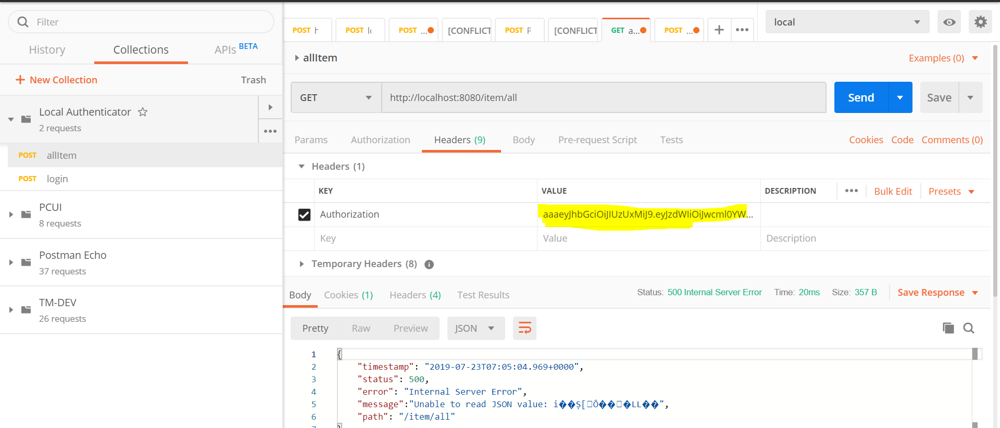 Filter
History Collections APIs BETA
+ New Collection Trash
Local Authenticator
2 requests
POST allItem
POST login
PCUI
8 requests
Postman Echo
37 requests
TM-DEV
26 requests
POST POST POST ... [CONFLICT POST [CONFLICT GET a... POST ... + •••
local
allItem Examples (0)
GET http://localhost:8080/item/all Send Save
Params Authorization Headers (9) Body Pre-request Script Tests Cookies Code Comments (0)
Headers (1)
KEY VALUE DESCRIPTION ••• Bulk Edit Presets
Authorization aaaeyJhbGciOiJIUzUxMiJ9.eyJzdWIiOiJwcml0YW...
Key Value Description
Temporary Headers (8)
Body Cookies (1) Headers (4) Test Results Status: 500 Internal Server Error Time: 20ms Size: 357 B Save Response
Pretty Raw Preview JSON
1 {
2 "timestamp": "2019-07-23T07:05:04.969+0000",
3 "status": 500,
4 "error": "Internal Server Error",
5 "message":"Unable to read JSON value: i��Ș[�Ô���LL��",
6 "path": "/item/all"
7 }